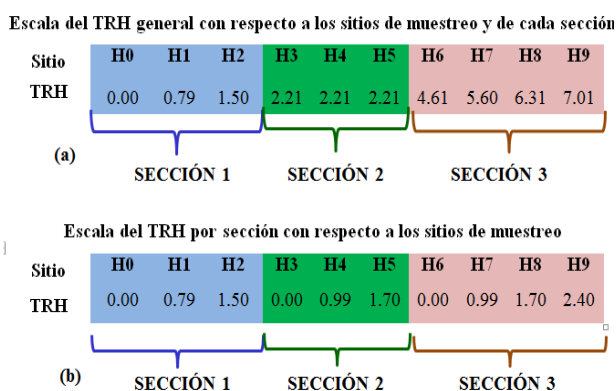 Escala del TRH general con respecto a los sitios de muestreo y de cada sección
Sitio H0 H1 H2 H3 H4 H5 H6 H7 H8 H9
TRH 0.00 0.79 1.50 2.21 2.21 2.21 4.61 5.60 6.31 7.01
(a)
SECCIÓN 1 SECCIÓN 2 SECCIÓN 3
Escala del TRH por sección con respecto a los sitios de muestreo
Sitio H0 H1 H2 H3 H4 H5 H6 H7 H8 H9
TRH 0.00 0.79 1.50 0.00 0.99 1.70 0.00 0.99 1.70 2.40
(b) SECCIÓN 1 SECCIÓN 2 SECCIÓN 3